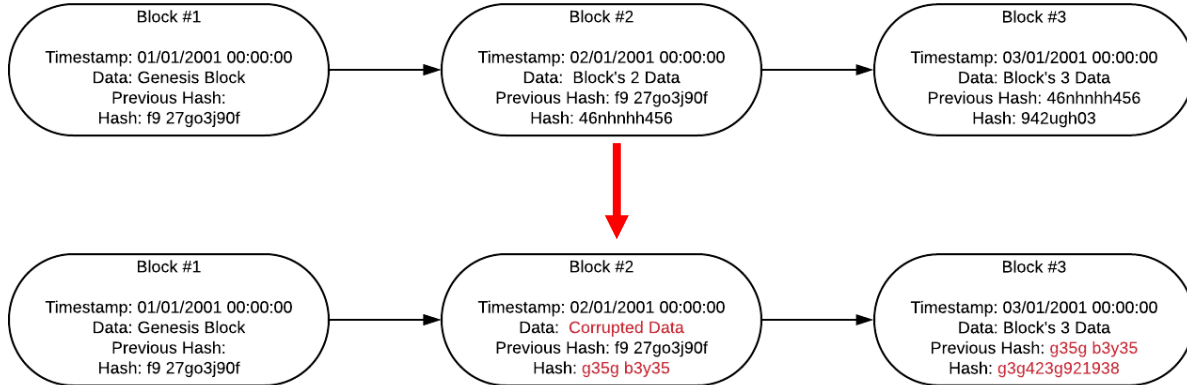 Block #1
Timestamp: 01/01/2001 00:00:00
Data: Genesis Block
Previous Hash:
Hash: f9 27go3j90f
Block #2
Timestamp: 02/01/2001 00:00:00
Data:  Block's 2 Data
Previous Hash: f9 27go3j90f
Hash: 46nhnhh456
Block #3
Timestamp: 03/01/2001 00:00:00
Data: Block's 3 Data
Previous Hash: 46nhnhh456
Hash: 942ugh03
Block #1
Timestamp: 01/01/2001 00:00:00
Data: Genesis Block
Previous Hash:
Hash: f9 27go3j90f
Block #2
Timestamp: 02/01/2001 00:00:00
Data:  Corrupted Data
Previous Hash: f9 27go3j90f
Hash: g35g b3y35
Block #3
Timestamp: 03/01/2001 00:00:00
Data: Block's 3 Data
Previous Hash: g35g b3y35
Hash: g3g423g921938